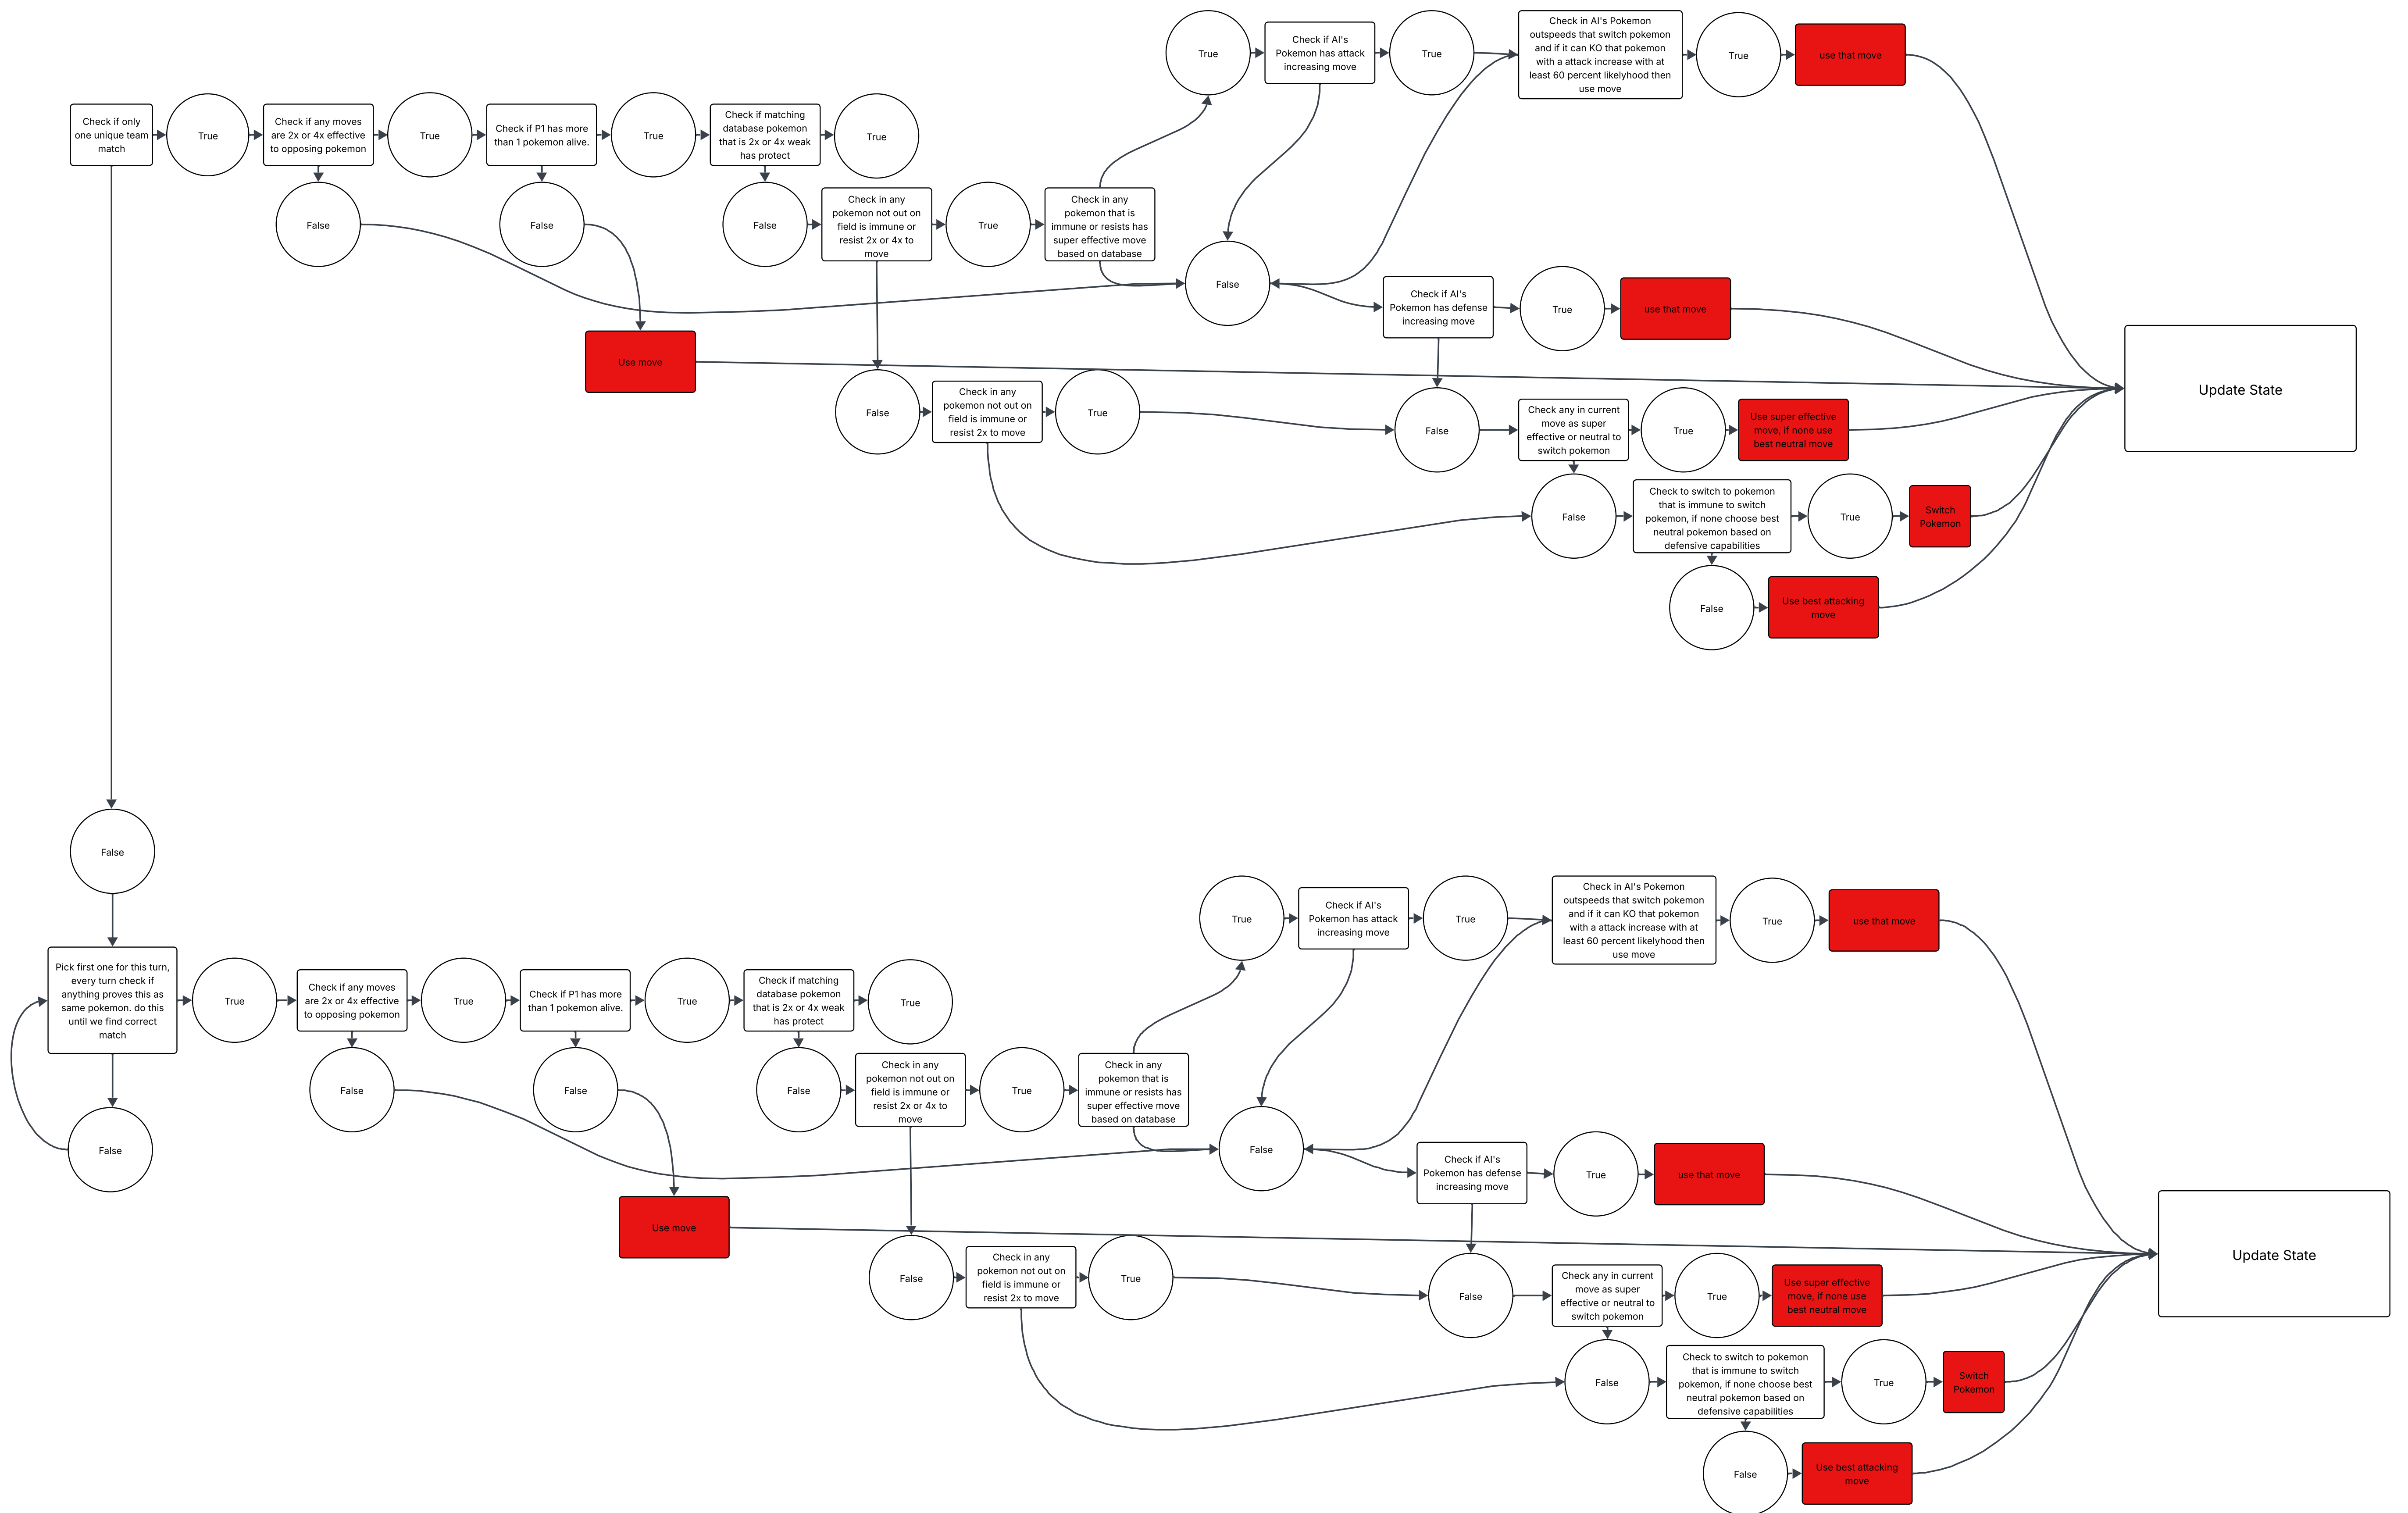 Check if only
one unique team
match
True
Check if any moves
are 2x or 4x effective
to opposing pokemon
True
Check if P1 has more
than 1 pokemon alive.
True
Check if matching
database pokemon
that is 2x or 4x weak
has protect
True
False
False
False
Check in any
pokemon not out on
field is immune or
resist 2x or 4x to
move
True
Check in any
pokemon that is
immune or resists has
super effective move
based on database
True
Check if AI's
Pokemon has attack
increasing move
True
Check in AI's Pokemon
outspeeds that switch pokemon
and if it can KO that pokemon
with a attack increase with at
least 60 percent likelyhood then
use move
True
use that move
False
Check if AI's
Pokemon has defense
increasing move
True
use that move
Use move
False
Check in any
pokemon not out on
field is immune or
resist 2x to move
True
False
Check any in current
move as super
effective or neutral to
switch pokemon
True
Use super effective
move, if none use
best neutral move
False
Check to switch to pokemon
that is immune to switch
pokemon, if none choose best
neutral pokemon based on
defensive capabilities
True
Switch
Pokemon
False
Use best attacking
move
Update State
False
Pick first one for this turn,
every turn check if
anything proves this as
same pokemon. do this
until we find correct
match
False
True
Check if any moves
are 2x or 4x effective
to opposing pokemon
True
Check if P1 has more
than 1 pokemon alive.
True
Check if matching
database pokemon
that is 2x or 4x weak
has protect
True
False
False
False
Check in any
pokemon not out on
field is immune or
resist 2x or 4x to
move
True
Check in any
pokemon that is
immune or resists has
super effective move
based on database
True
Check if AI's
Pokemon has attack
increasing move
True
Check in AI's Pokemon
outspeeds that switch pokemon
and if it can KO that pokemon
with a attack increase with at
least 60 percent likelyhood then
use move
True
use that move
False
Check if AI's
Pokemon has defense
increasing move
True
use that move
Use move
False
Check in any
pokemon not out on
field is immune or
resist 2x to move
True
False
Check any in current
move as super
effective or neutral to
switch pokemon
True
Use super effective
move, if none use
best neutral move
False
Check to switch to pokemon
that is immune to switch
pokemon, if none choose best
neutral pokemon based on
defensive capabilities
True
Switch
Pokemon
False
Use best attacking
move
Update State